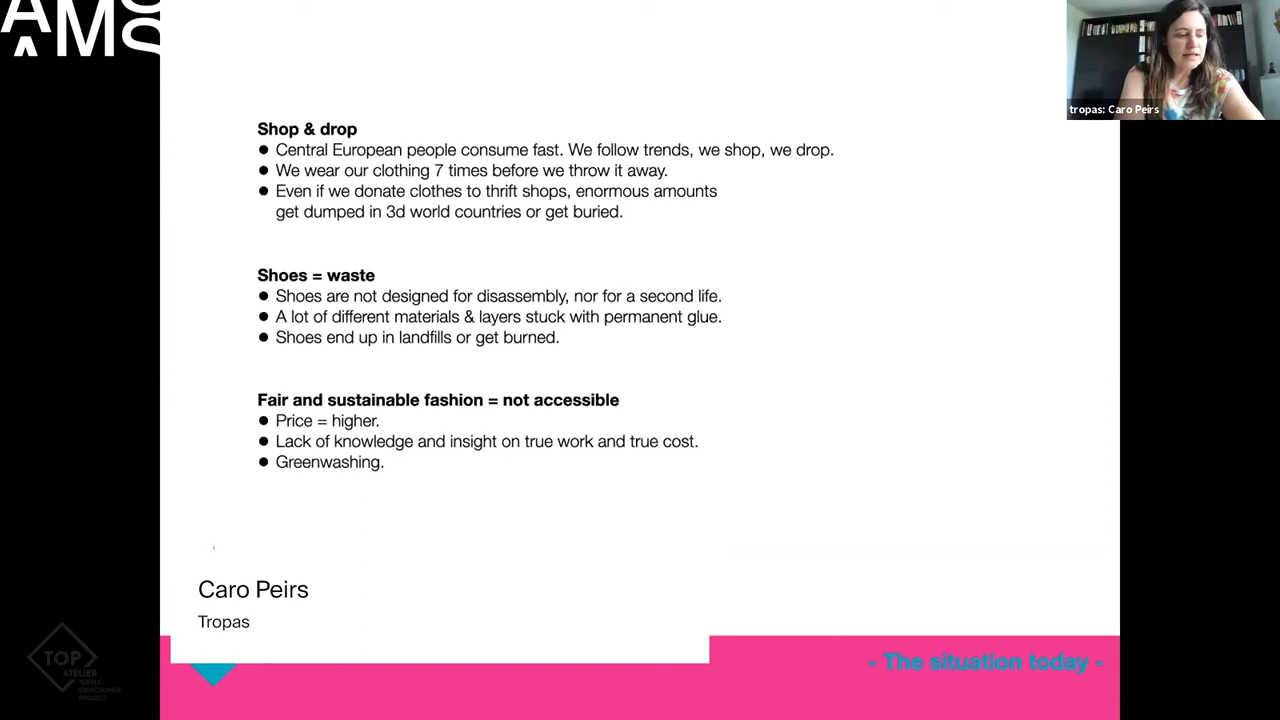 AMS
tropas: Caro Peirs
Shop & drop
● Central European people consume fast. We follow trends, we shop, we drop.
● We wear our clothing 7 times before we throw it away.
● Even if we donate clothes to thrift shops, enormous amounts
get dumped in 3d world countries or get buried.
Shoes = waste
● Shoes are not designed for disassembly, nor for a second life.
● A lot of different materials & layers stuck with permanent glue.
● Shoes end up in landfills or get burned.
Fair and sustainable fashion = not accessible
● Price = higher.
● Lack of knowledge and insight on true work and true cost.
● Greenwashing.
Caro Peirs
Tropas
- The situation today -
TOP
ATELIER
TEXTILE
SWITCHOVER
PROJECT